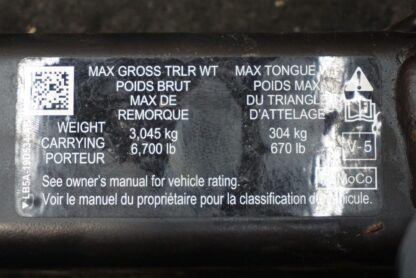 MAX GROSS TRLR WT MAX TONGUE
POIDS BRUT POIDS MAX
MAX DE DU TRIANGLE
REMORQUE D'ATTELAGE
WEIGHT 3,045 kg 304 kg
CARRYING 6,700 lb 670 lb V-5
PORTEUR
See owner's manual for vehicle rating. MoCo
Voir le manuel du propriétaire pour la classification du véhicule.